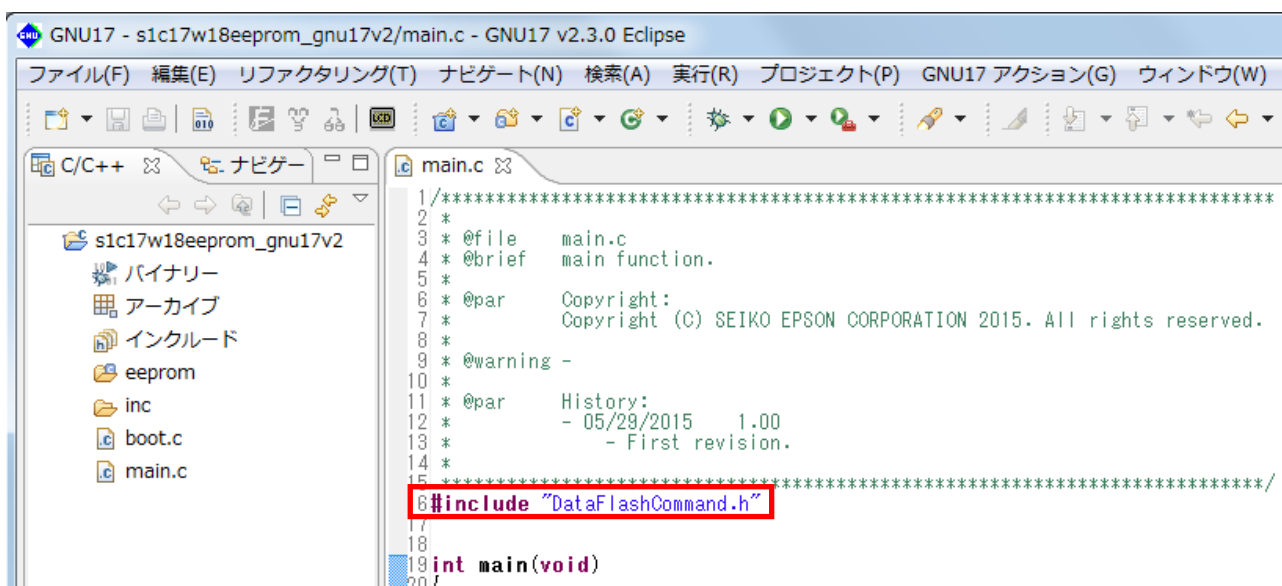 GNU17 - s1c17w18eeprom_gnu17v2/main.c - GNU17 v2.3.0 Eclipse
ファイル(F) 編集(E) リファクタリング(T) ナビゲート(N) 検索(A) 実行(R) プロジェクト(P) GNU17 アクション(G) ウィンドウ(W)
C/C++ ナビゲー
main.c
s1c17w18eeprom_gnu17v2
バイナリー
アーカイブ
インクルード
eeprom
inc
boot.c
main.c
1 /****************************************************************************
2 *
3 * @file main.c
4 * @brief main function.
5 *
6 * @par Copyright:
7 * Copyright (C) SEIKO EPSON CORPORATION 2015. All rights reserved.
8 *
9 * @warning -
10 *
11 * @par History:
12 * - 05/29/2015 1.00
13 * - First revision.
14 *
15 ***************************************************************************/
6 #include "DataFlashCommand.h"
17
18
19 int main(void)
20 {